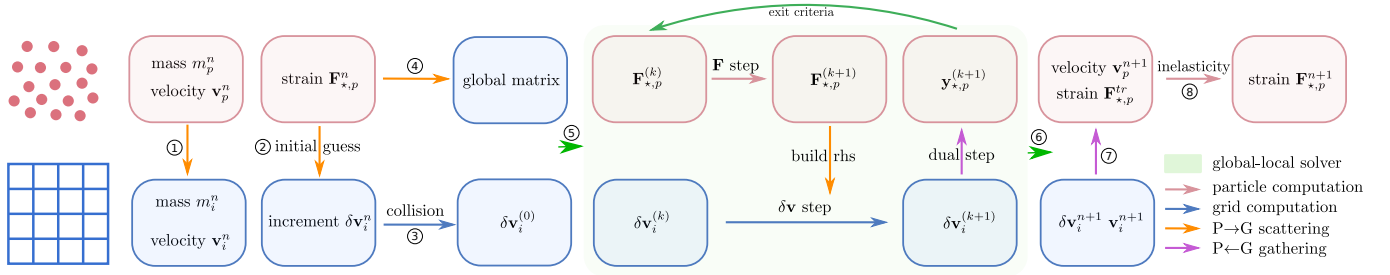 exit criteria
mass m_p^n
velocity v_p^n
strain F_{⋆,p}^n
④
global matrix
F_{⋆,p}^{(k)}
F step
F_{⋆,p}^{(k+1)}
y_{⋆,p}^{(k+1)}
velocity v_p^{n+1}
strain F_{⋆,p}^{tr}
inelasticity
⑧
strain F_{⋆,p}^{n+1}
①
② initial guess
⑤
build rhs
dual step
⑥
⑦
mass m_i^n
velocity v_i^n
increment δv_i^n
collision
③
δv_i^{(0)}
δv_i^{(k)}
δv step
δv_i^{(k+1)}
δv_i^{n+1} v_i^{n+1}
global-local solver
particle computation
grid computation
P→G scattering
P←G gathering